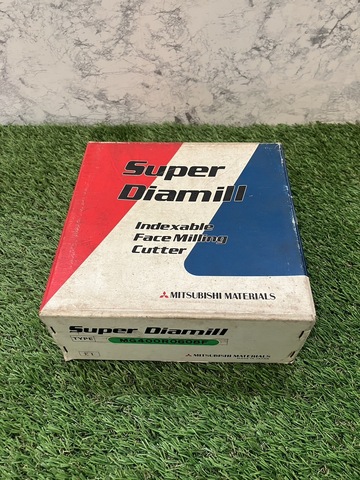 Super
Diamill
Indexable
Face Milling
Cutter
MITSUBISHI MATERIALS
Super Diamill
TYPE
MITSUBISHI MATERIALS